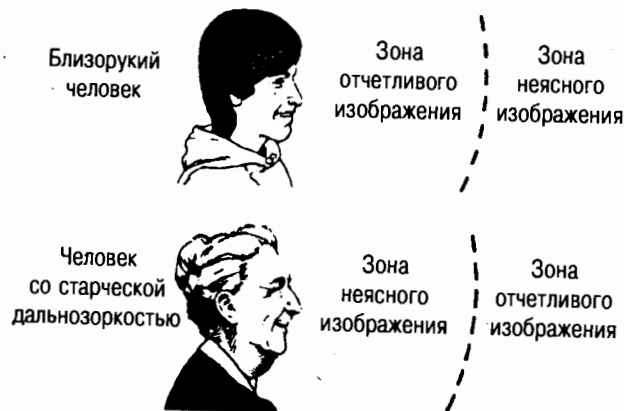 Близорукий
человек
Зона
отчетливого
изображения
Зона
неясного
изображения
Человек
со старческой
дальнозоркостью
Зона
неясного
изображения
Зона
отчетливого
изображения